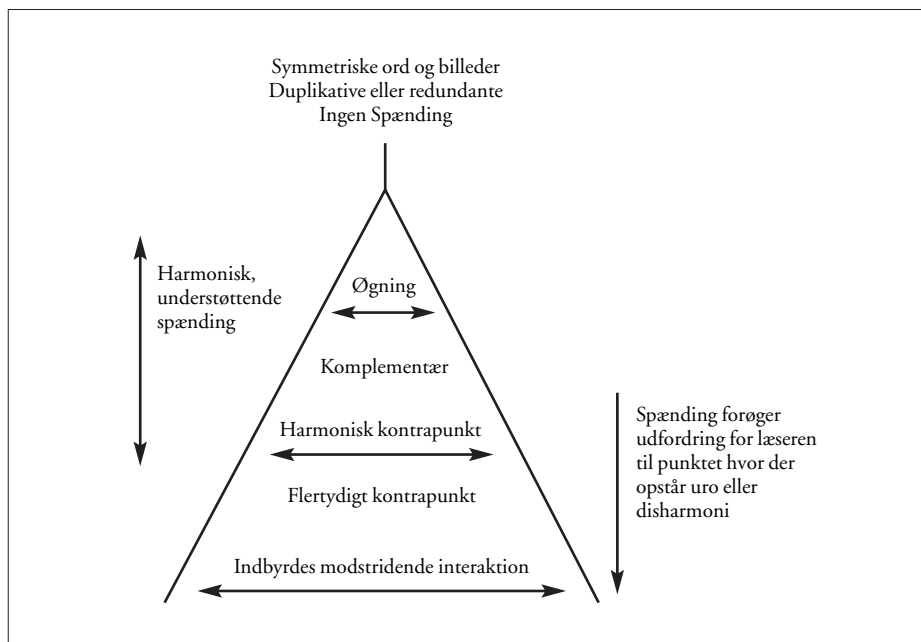 Symmetriske ord og billeder
Duplikative eller redundante
Ingen Spænding
Harmonisk,
understøttende
spænding
Øgning
Komplementær
Harmonisk kontrapunkt
Flertydigt kontrapunkt
Indbyrdes modstridende interaktion
Spænding forøger
udfordring for læseren
til punktet hvor der
opstår uro eller
disharmoni